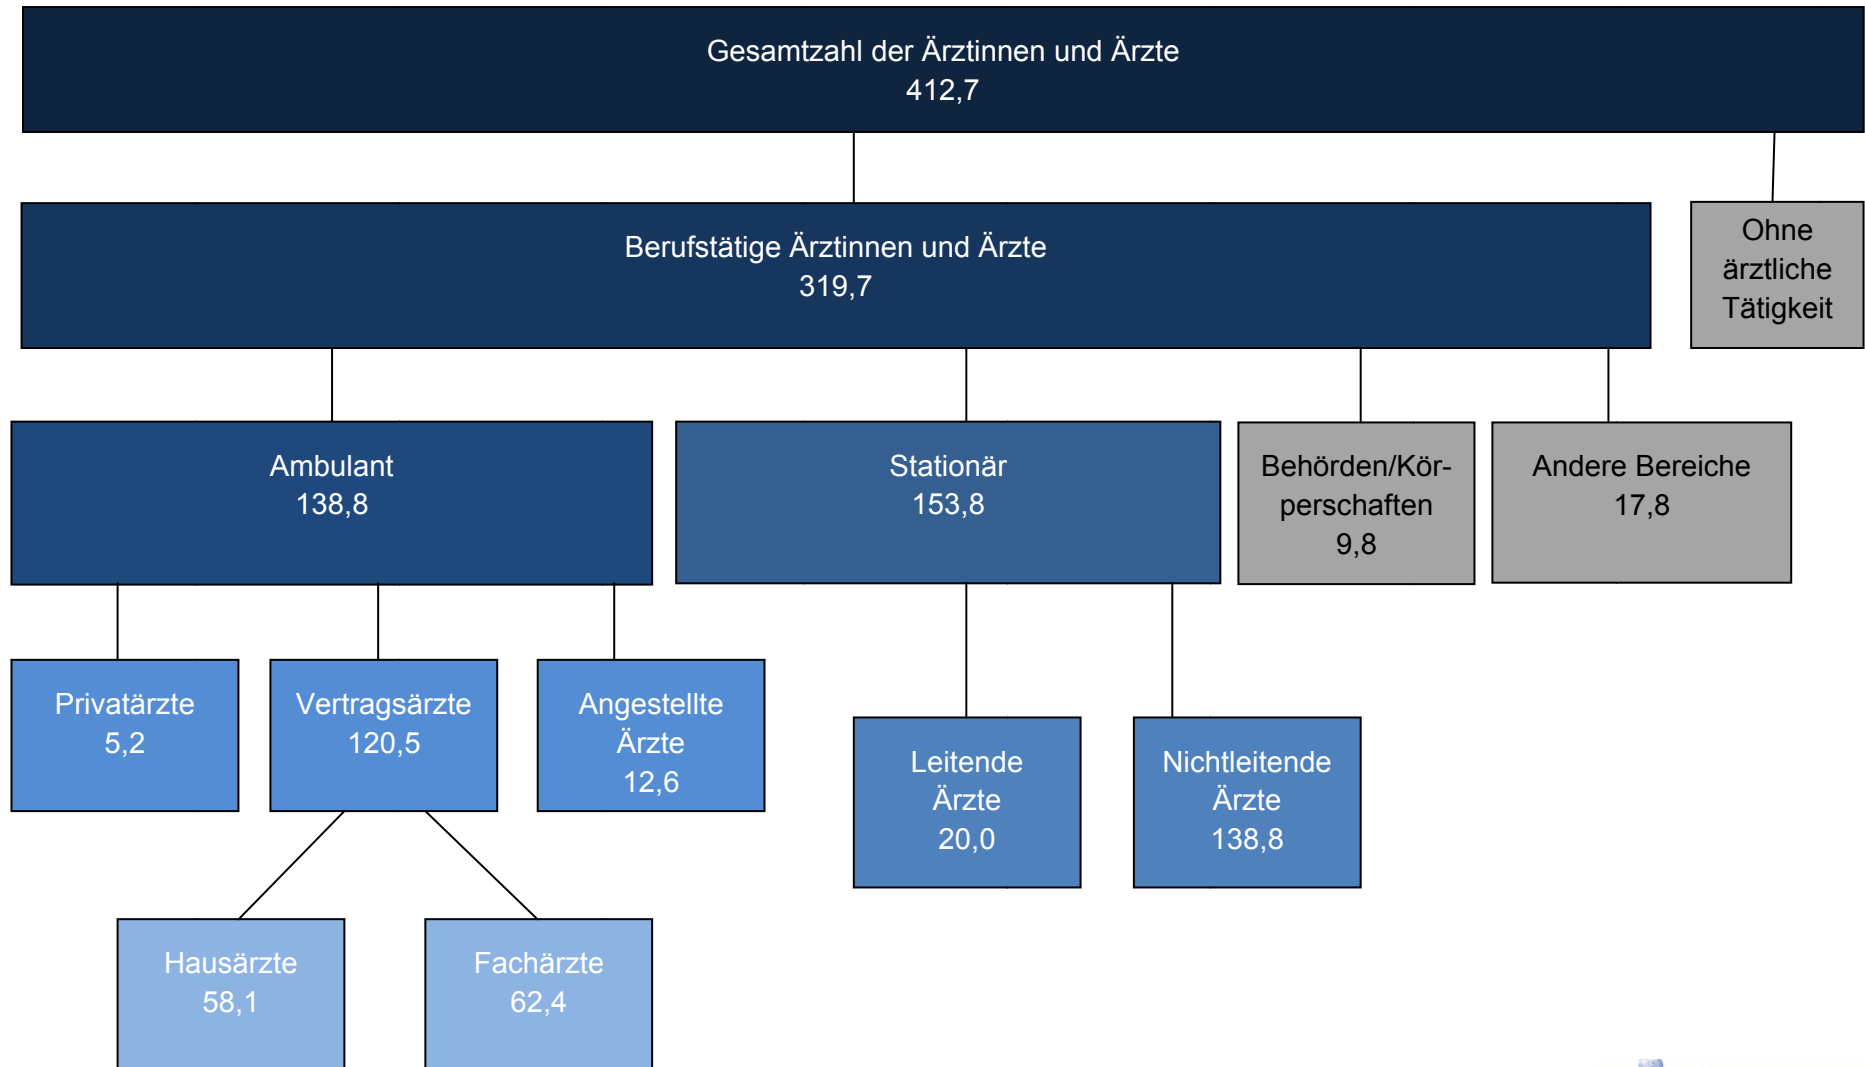 Gesamtzahl der Ärztinnen und Ärzte
412,7
Berufstätige Ärztinnen und Ärzte
319,7
Ohne
ärztliche
Tätigkeit
Ambulant
138,8
Stationär
153,8
Behörden/Kör-
perschaften
9,8
Andere Bereiche
17,8
Privatärzte
5,2
Vertragsärzte
120,5
Angestellte
Ärzte
12,6
Leitende
Ärzte
20,0
Nichtleitende
Ärzte
138,8
Hausärzte
58,1
Fachärzte
62,4